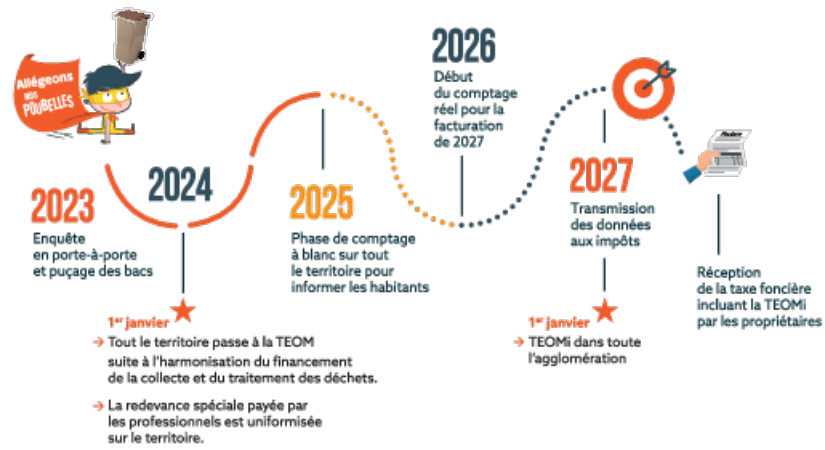 Allégeons
NOS
POUBELLES
2023
Enquête
en porte-à-porte
et puçage des bacs
2024
1er janvier
→ Tout le territoire passe à la TEOM
suite à l'harmonisation du financement
de la collecte et du traitement des déchets.
→ La redevance spéciale payée par
les professionnels est uniformisée
sur le territoire.
2025
Phase de comptage
à blanc sur tout
le territoire pour
informer les habitants
2026
Début
du comptage
réel pour la
facturation
de 2027
2027
Transmission
des données
aux impôts
1er janvier
→ TEOMi dans toute
l'agglomération
Réception
de la taxe foncière
incluant la TEOMi
par les propriétaires